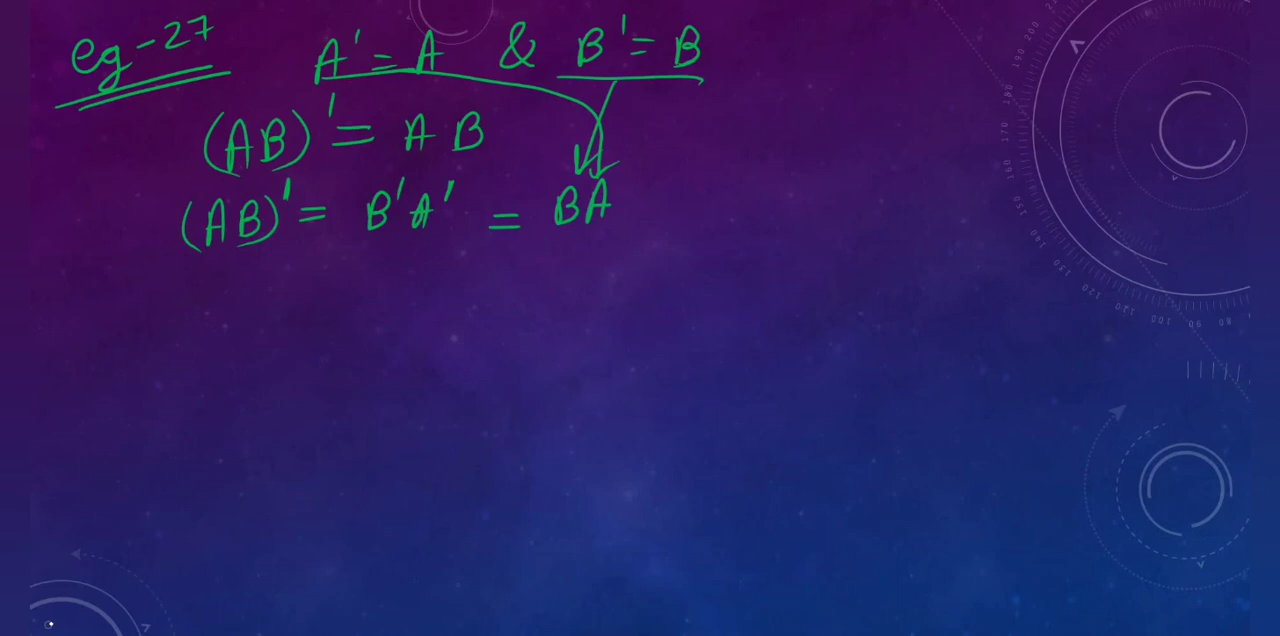 eg-27 A' = A & B' = B
(AB)' = AB
(AB)' = B'A' = BA